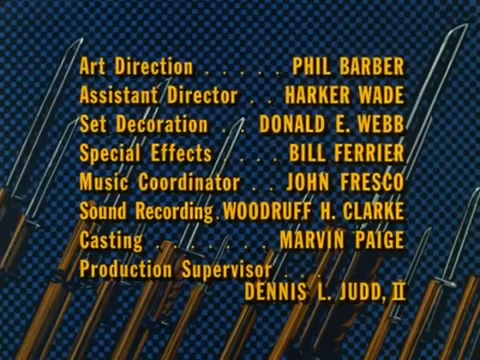 Art Direction . . . . . PHIL BARBER
Assistant Director . . HARKER WADE
Set Decoration . . DONALD E. WEBB
Special Effects . . . . BILL FERRIER
Music Coordinator . . JOHN FRESCO
Sound Recording . WOODRUFF H. CLARKE
Casting . . . . . . . MARVIN PAIGE
Production Supervisor . . . .
DENNIS L. JUDD, II